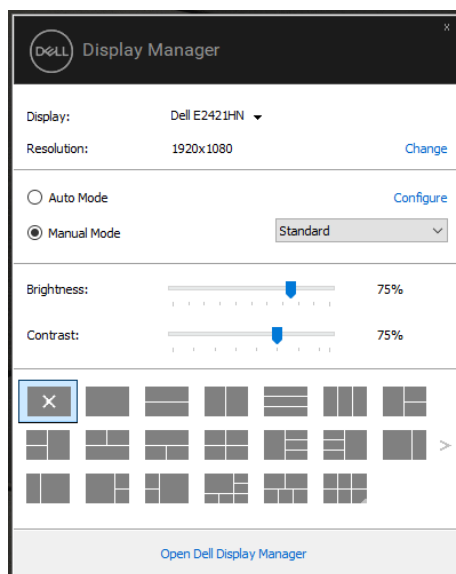 x
DELL Display Manager
Display: Dell E2421HN
Resolution: 1920x1080 Change
Auto Mode Configure
Manual Mode Standard
Brightness: 75%
Contrast: 75%
Open Dell Display Manager